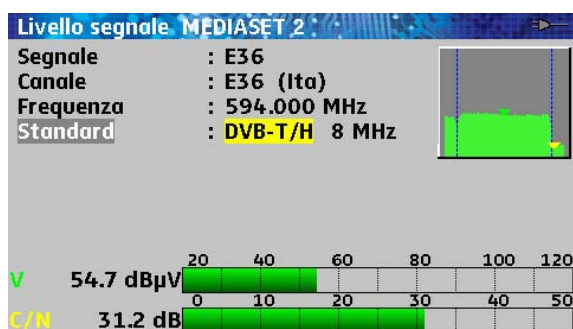 Livello segnale MEDIASET 2
Segnale : E36
Canale : E36 (Ita)
Frequenza : 594.000 MHz
Standard : DVB-T/H 8 MHz
20 40 60 80 100 120
V 54.7 dBµV
0 10 20 30 40 50
C/N 31.2 dB